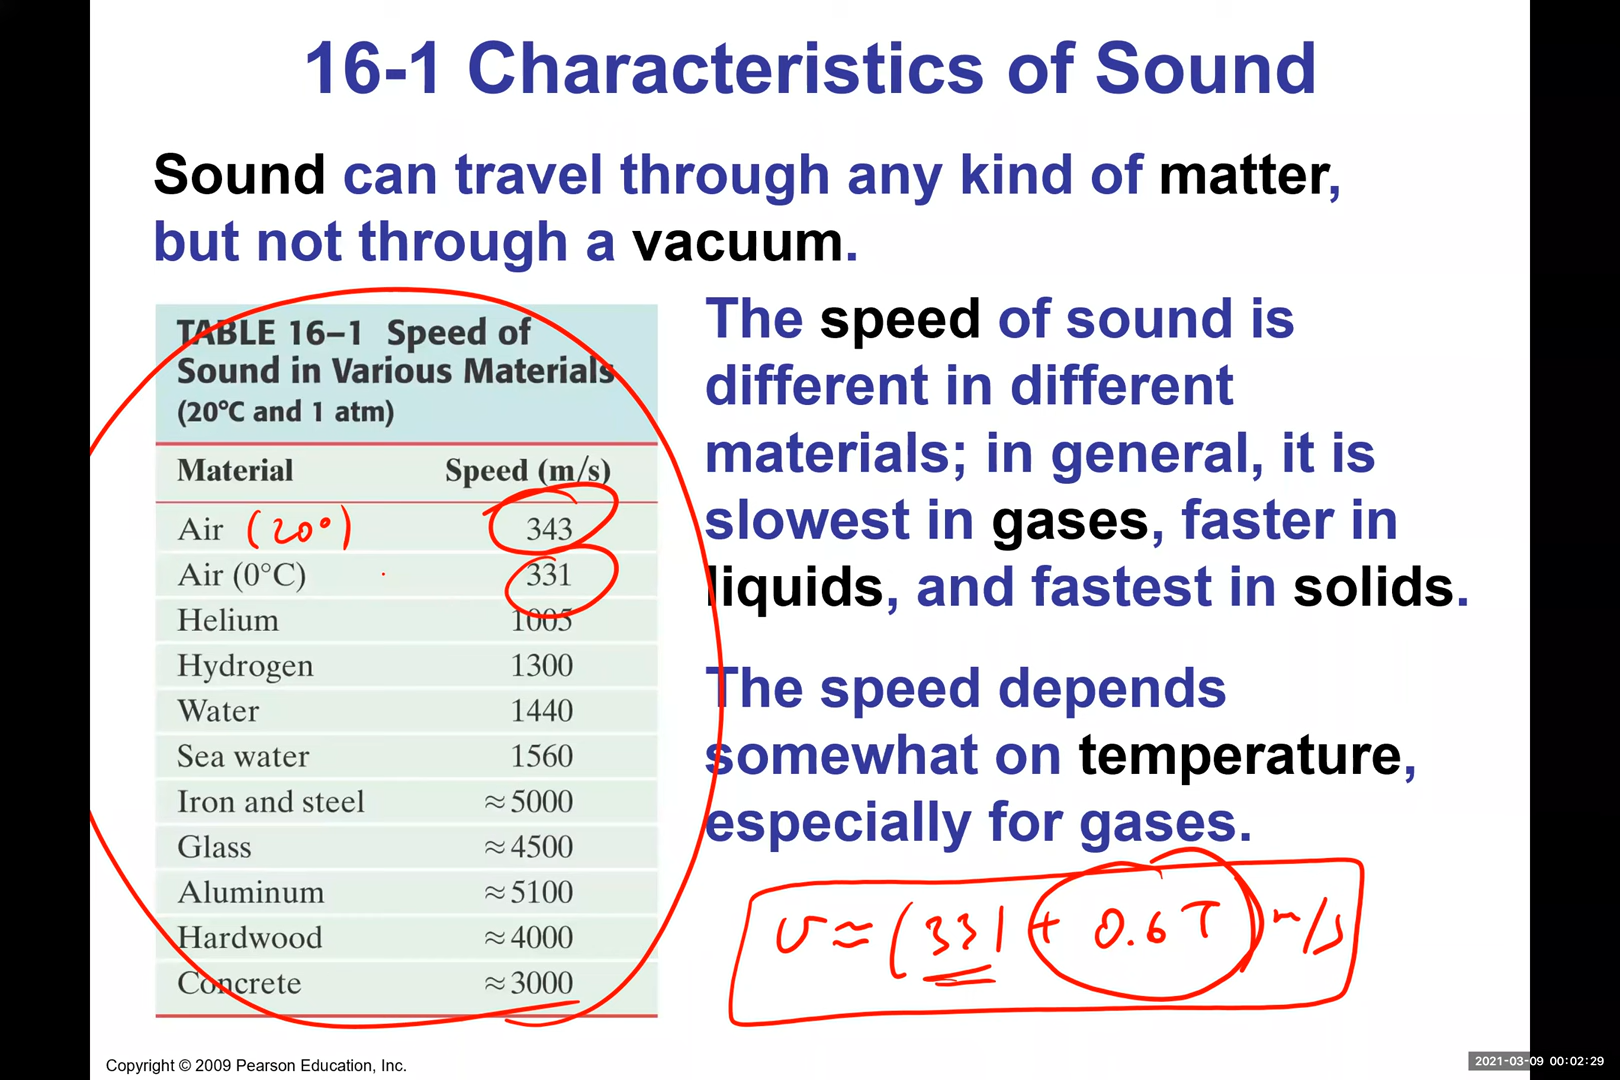 16-1 Characteristics of Sound
Sound can travel through any kind of matter,
but not through a vacuum.
TABLE 16–1 Speed of
Sound in Various Materials
(20°C and 1 atm)
Material Speed (m/s)
Air (20°) 343
Air (0°C) 331
Helium 1005
Hydrogen 1300
Water 1440
Sea water 1560
Iron and steel ≈5000
Glass ≈4500
Aluminum ≈5100
Hardwood ≈4000
Concrete ≈3000
The speed of sound is
different in different
materials; in general, it is
slowest in gases, faster in
liquids, and fastest in solids.
The speed depends
somewhat on temperature,
especially for gases.
v ≈ (331 + 0.6T) m/s
Copyright © 2009 Pearson Education, Inc.
2021-03-09 00:02:29